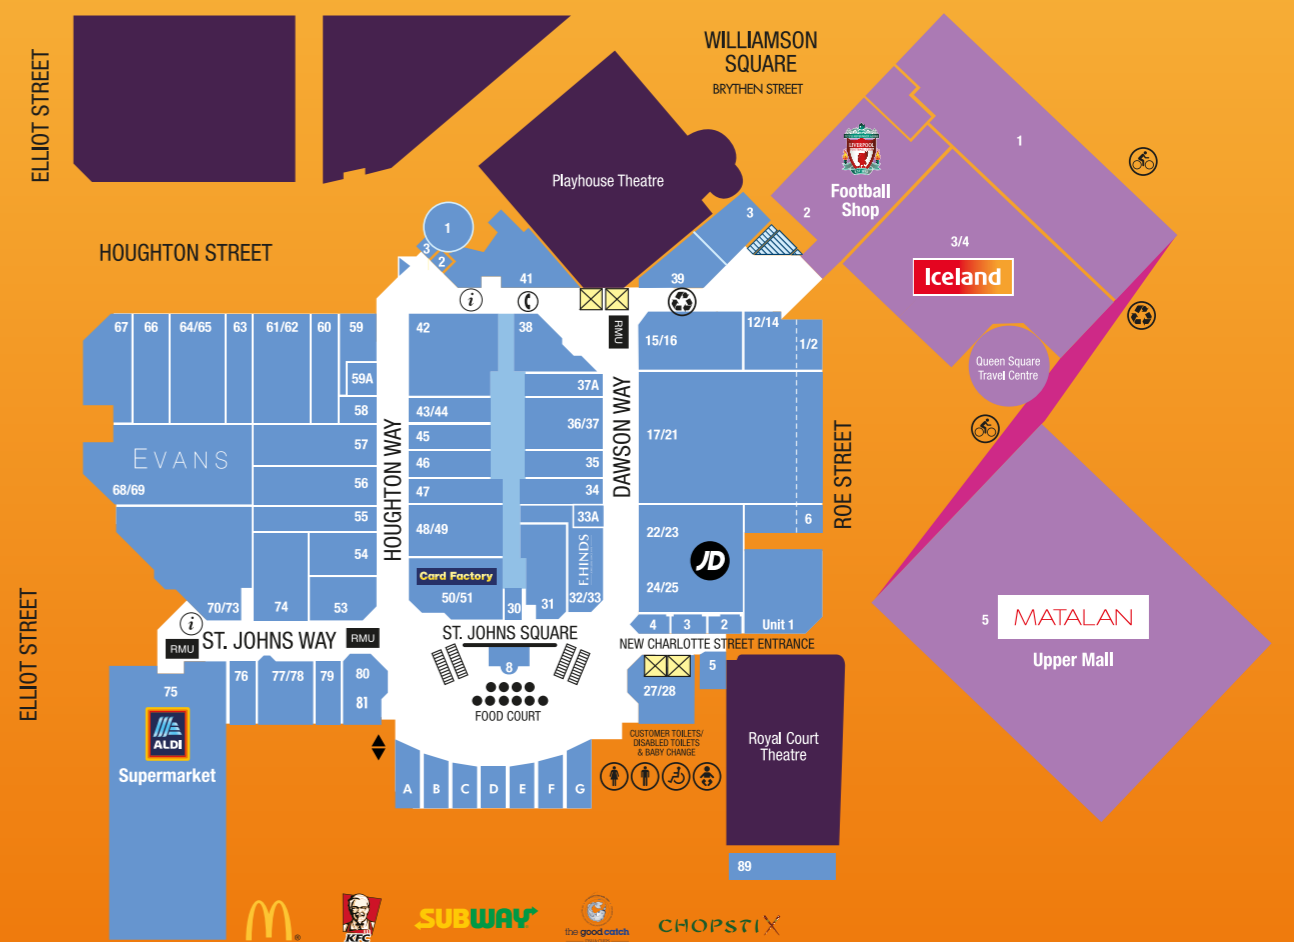 ELLIOT STREET
WILLIAMSON
SQUARE
BRYTHEN STREET
Playhouse Theatre
LIVERPOOL
Football
Shop
1
2
3/4
Iceland
Queen Square
Travel Centre
HOUGHTON STREET
1
3
2
41
i
3
39
67
66
64/65
63
61/62
60
59
59A
58
57
56
55
54
53
EVANS
68/69
70/73
74
HOUGHTON WAY
42
43/44
45
46
47
48/49
Card Factory
50/51
38
37A
36/37
35
34
33A
F.HINDS
32/33
31
30
RMU
DAWSON WAY
15/16
12/14
1/2
17/21
6
22/23
JD
24/25
4
3
2
Unit 1
ROE STREET
5
MATALAN
Upper Mall
ELLIOT STREET
i
RMU
ST. JOHNS WAY
RMU
ST. JOHNS SQUARE
NEW CHARLOTTE STREET ENTRANCE
8
FOOD COURT
27/28
5
75
ALDI
Supermarket
76
77/78
79
80
81
CUSTOMER TOILETS/
DISABLED TOILETS
& BABY CHANGE
Royal Court
Theatre
A
B
C
D
E
F
G
89
KFC
SUBWAY
the good catch
CHOPSTIX